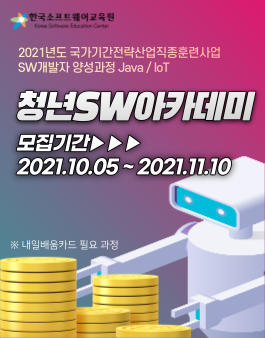 한국소프트웨어교육원
Korea Software Education Center
2021년도 국가기간전략산업직종훈련사업
SW개발자 양성과정 Java / IoT
청년SW아카데미
모집기간▶ ▶ ▶
2021.10.05 ~ 2021.11.10
※ 내일배움카드 필요 과정